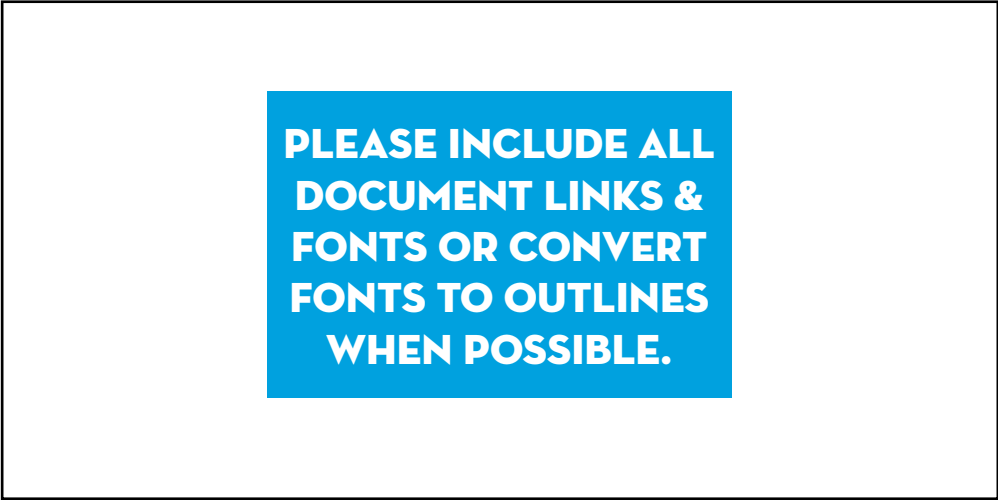 PLEASE INCLUDE ALL
DOCUMENT LINKS &
FONTS OR CONVERT
FONTS TO OUTLINES
WHEN POSSIBLE.